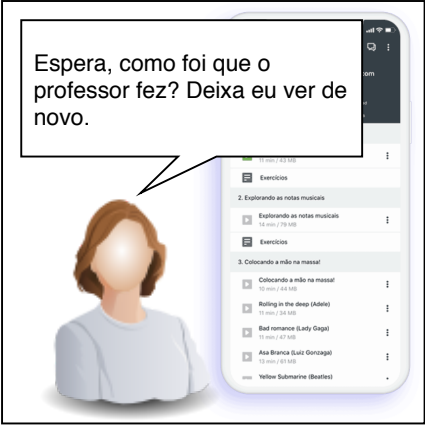 Espera, como foi que o
professor fez? Deixa eu ver de
novo.
com
11 min / 43 MB
Exercícios
2. Explorando as notas musicais
Explorando as notas musicais
14 min / 79 MB
Exercícios
3. Colocando a mão na massa!
Colocando a mão na massa!
10 min / 44 MB
Rolling in the deep (Adele)
11 min / 34 MB
Bad romance (Lady Gaga)
11 min / 47 MB
Asa Branca (Luiz Gonzaga)
13 min / 61 MB
Yellow Submarine (Beatles)